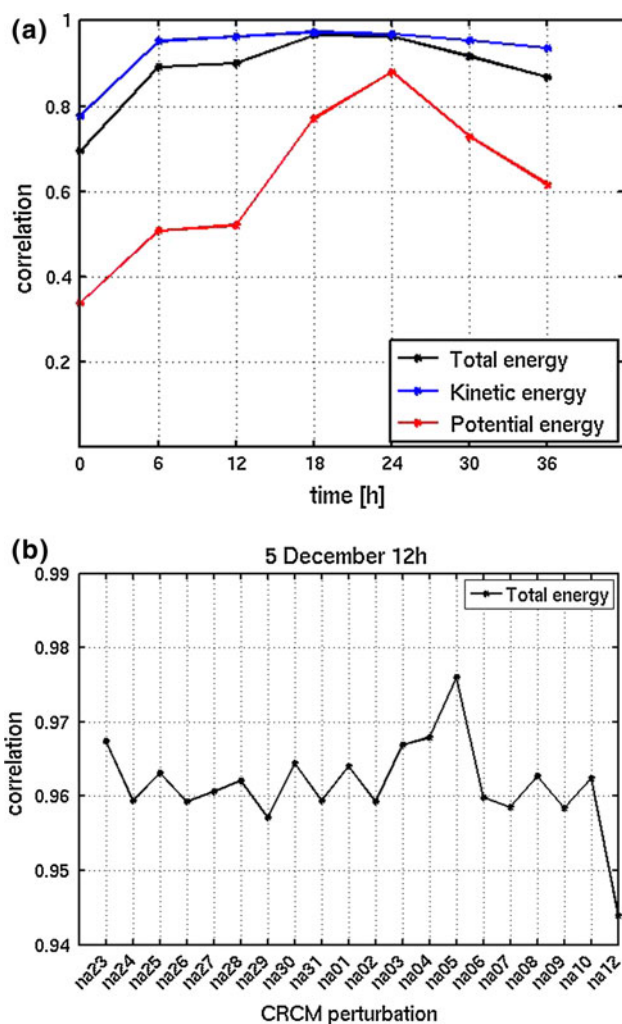 (a)
1
0.8
0.6
0.4
0.2
correlation
Total energy
Kinetic energy
Potential energy
0 6 12 18 24 30 36
time [h]
(b)
5 December 12h
0.99
0.98
0.97
0.96
0.95
0.94
correlation
Total energy
na23 na24 na25 na26 na27 na28 na29 na30 na31 na01 na02 na03 na04 na05 na06 na07 na08 na09 na10 na12
CRCM perturbation